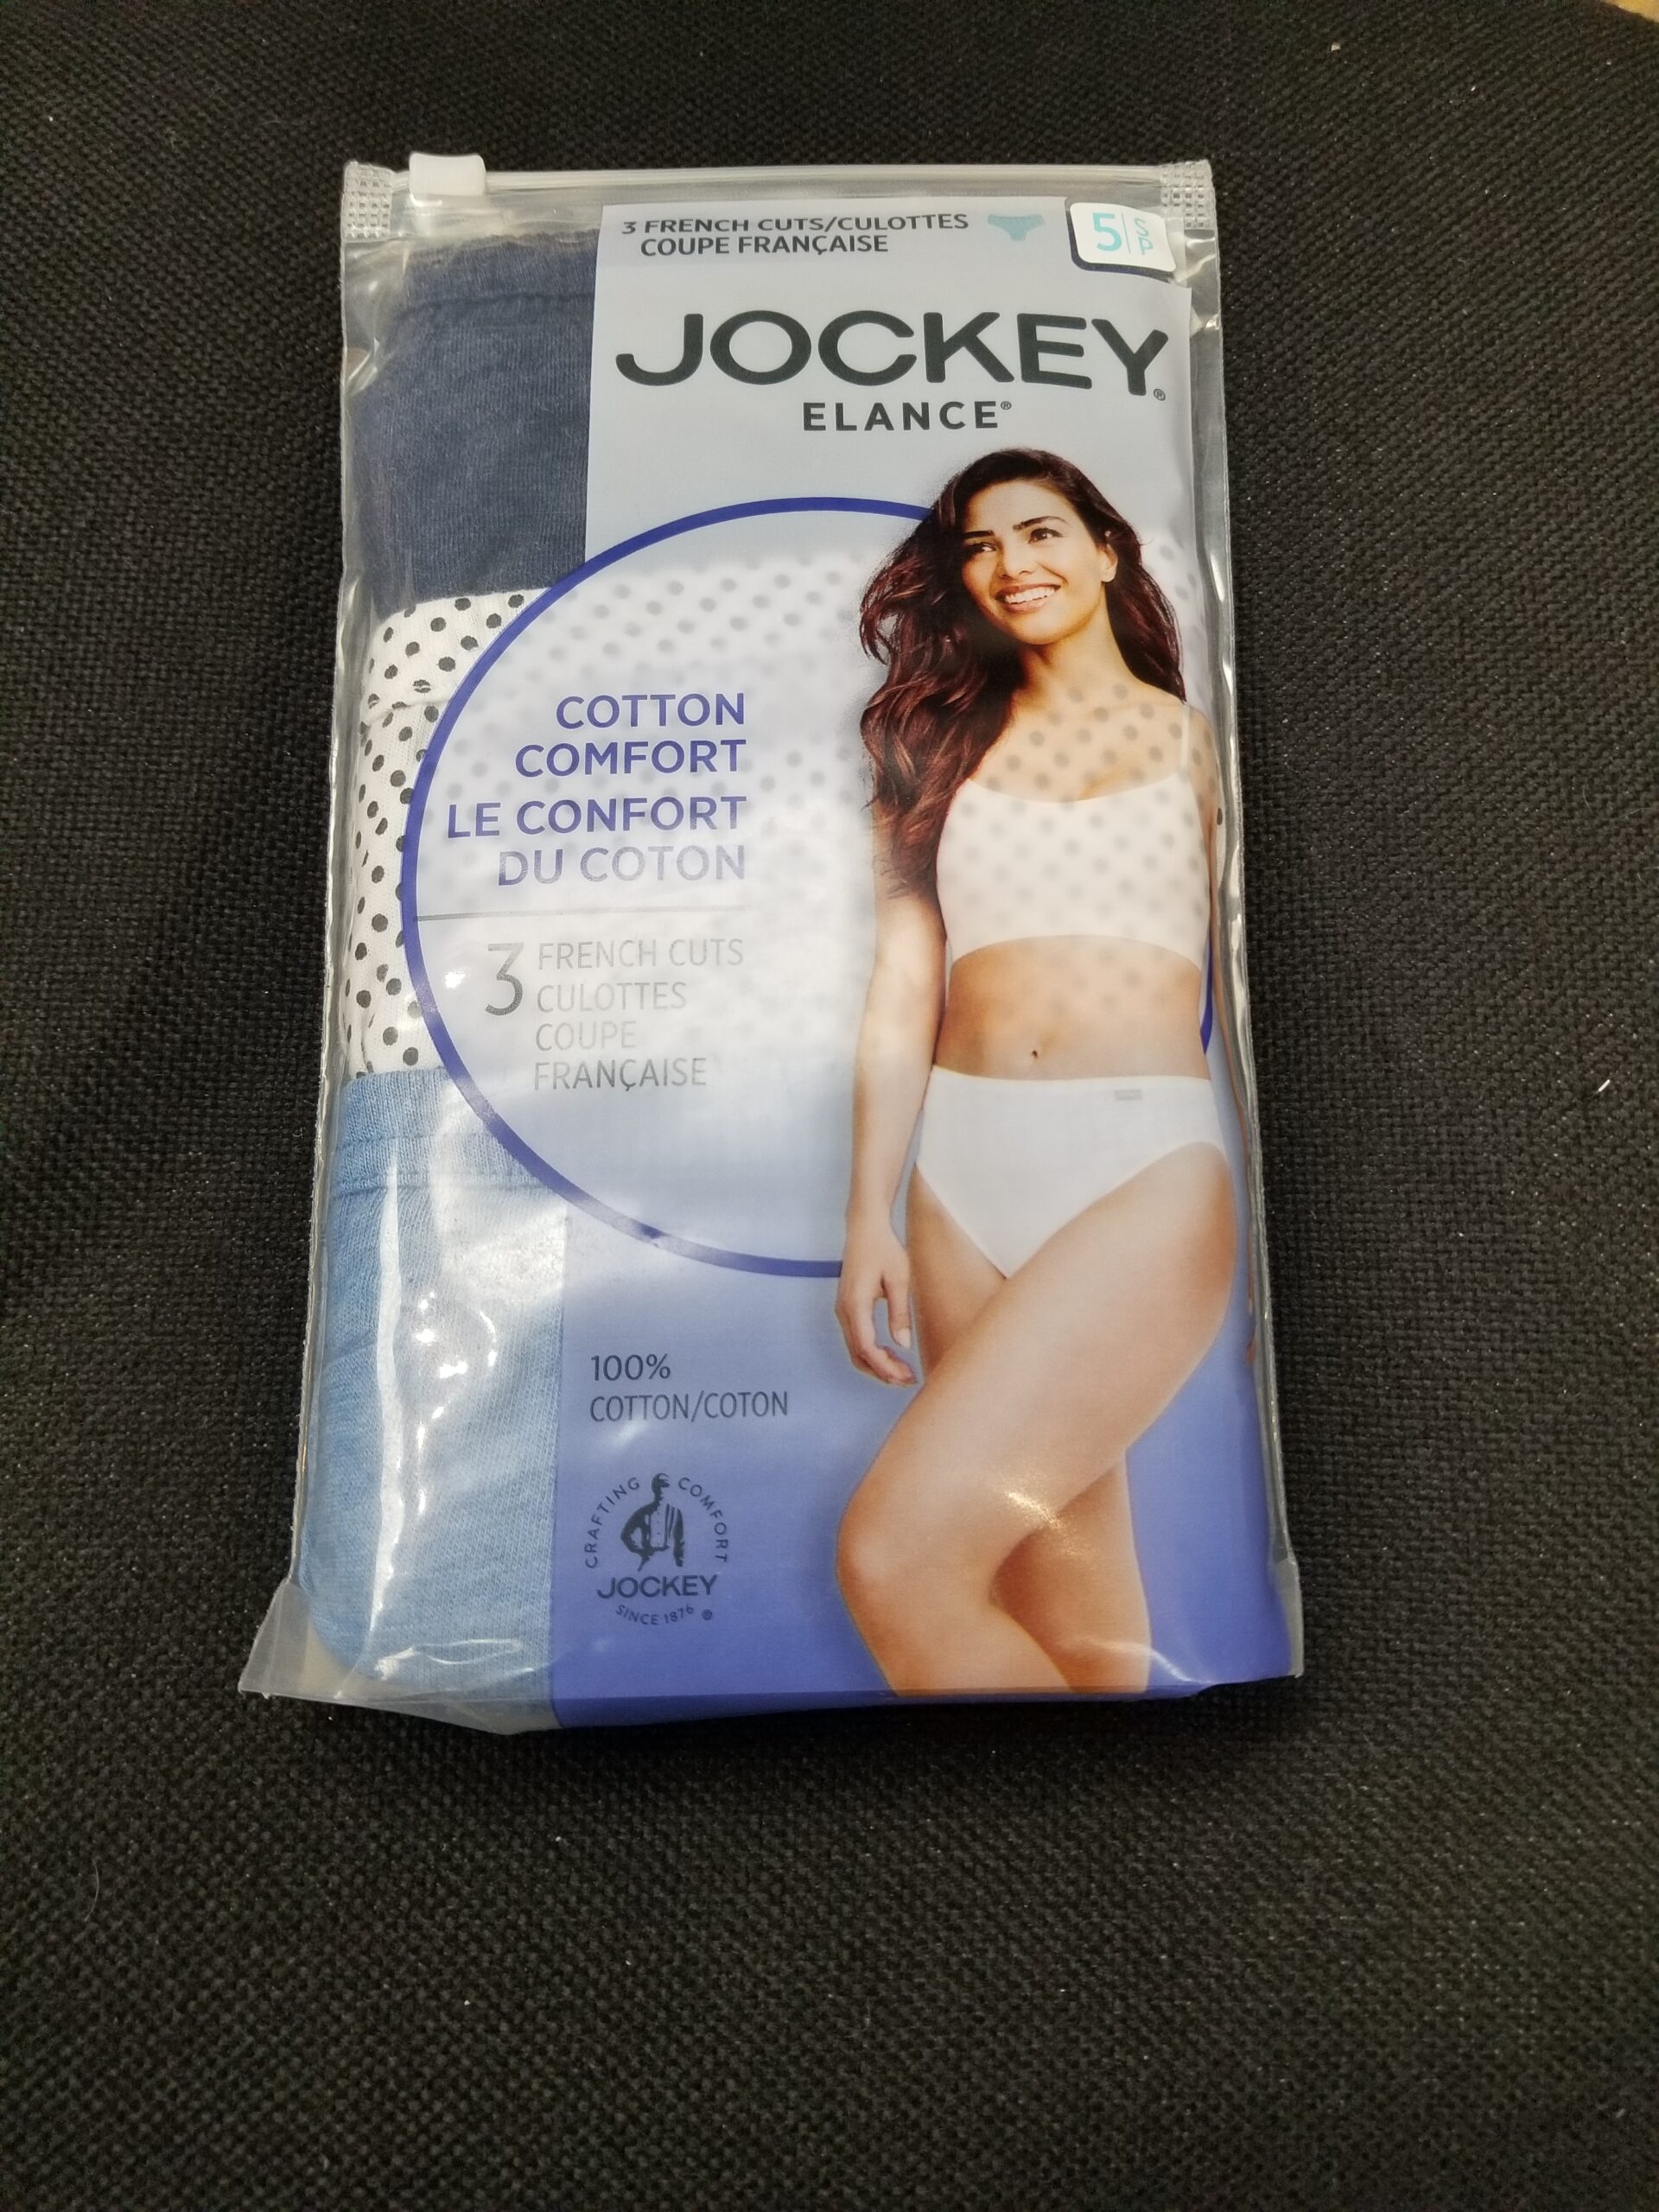 3 FRENCH CUTS/CULOTTES
COUPE FRANÇAISE
5 S
P
JOCKEY®
ELANCE®
COTTON
COMFORT
LE CONFORT
DU COTON
3 FRENCH CUTS
CULOTTES
COUPE
FRANÇAISE
100%
COTTON/COTON
CRAFTING COMFORT
JOCKEY
SINCE 1876 ®